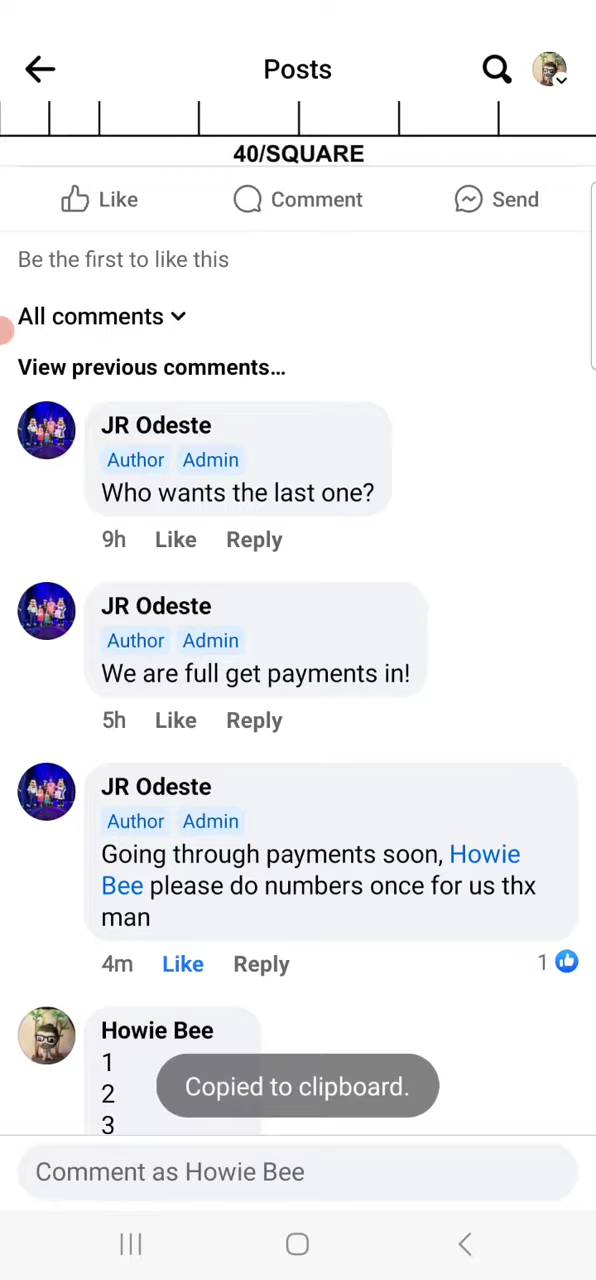 Posts
40/SQUARE
Like Comment Send
Be the first to like this
All comments
View previous comments...
JR Odeste
Author Admin
Who wants the last one?
9h Like Reply
JR Odeste
Author Admin
We are full get payments in!
5h Like Reply
JR Odeste
Author Admin
Going through payments soon, Howie
Bee please do numbers once for us thx
man
4m Like Reply 1
Howie Bee
1
2
3
Copied to clipboard.
Comment as Howie Bee